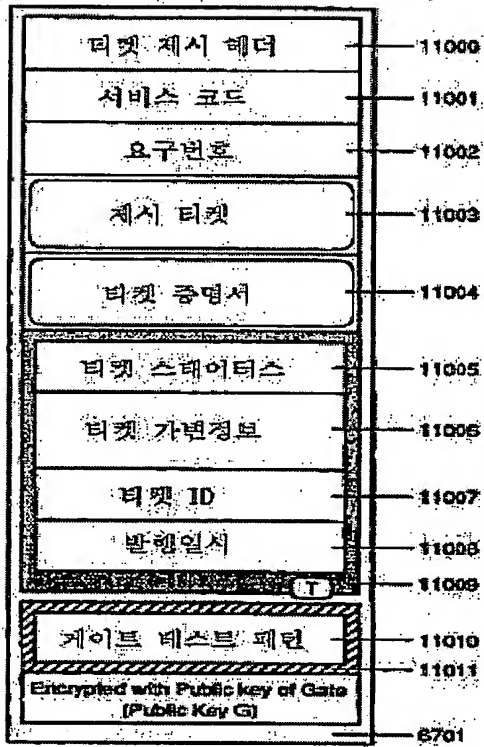 티켓 제시 헤더 11000
서비스 코드 11001
요구번호 11002
제시 티켓 11003
티켓 증명서 11004
티켓 스테이터스 11005
티켓 가변정보 11006
티켓 ID 11007
발행일시 11008
T 11009
게이트 테스트 패턴 11010
11011
Encrypted with Public key of Gate
(Public Key G)
6701